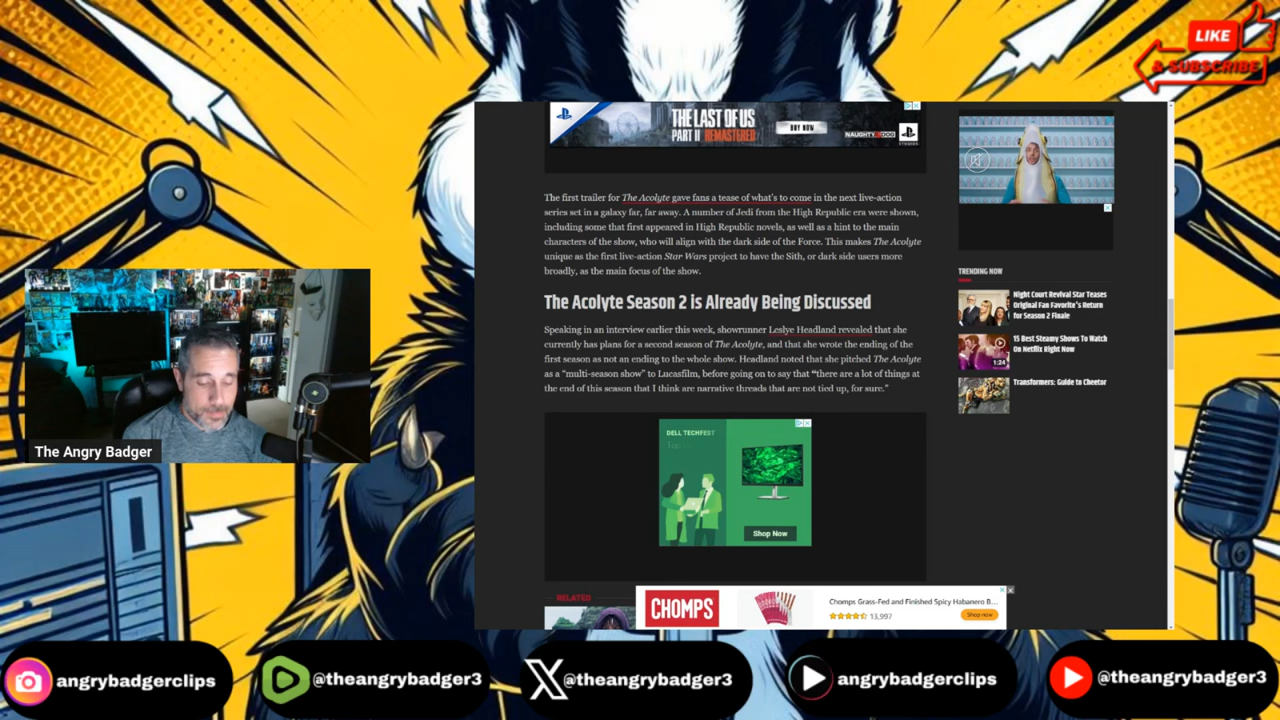 LIKE
& SUBSCRIBE
THE LAST OF US
PART II REMASTERED
BUY NOW
NAUGHTY DOG
The first trailer for The Acolyte gave fans a tease of what's to come in the next live-action
series set in a galaxy far, far away. A number of Jedi from the High Republic era were shown,
including some that first appeared in High Republic novels, as well as a hint to the main
characters of the show, who will align with the dark side of the Force. This makes The Acolyte
unique as the first live-action Star Wars project to have the Sith, or dark side users more
broadly, as the main focus of the show.
The Acolyte Season 2 is Already Being Discussed
Speaking in an interview earlier this week, showrunner Leslye Headland revealed that she
currently has plans for a second season of The Acolyte, and that she wrote the ending of the
first season as not an ending to the whole show. Headland noted that she pitched The Acolyte
as a “multi-season show” to Lucasfilm, before going on to say that “there are a lot of things at
the end of this season that I think are narrative threads that are not tied up, for sure.”
DELL TECHFEST
Shop Now
RELATED
CHOMPS
Chomps Grass-Fed and Finished Spicy Habanero B...
13,997
Shop now
TRENDING NOW
Night Court Revival Star Teases
Original Fan Favorite's Return
for Season 2 Finale
15 Best Steamy Shows To Watch
On Netflix Right Now
1:24
Transformers: Guide to Cheetor
The Angry Badger
angrybadgerclips
@theangrybadger3
@theangrybadger3
angrybadgerclips
@theangrybadger3